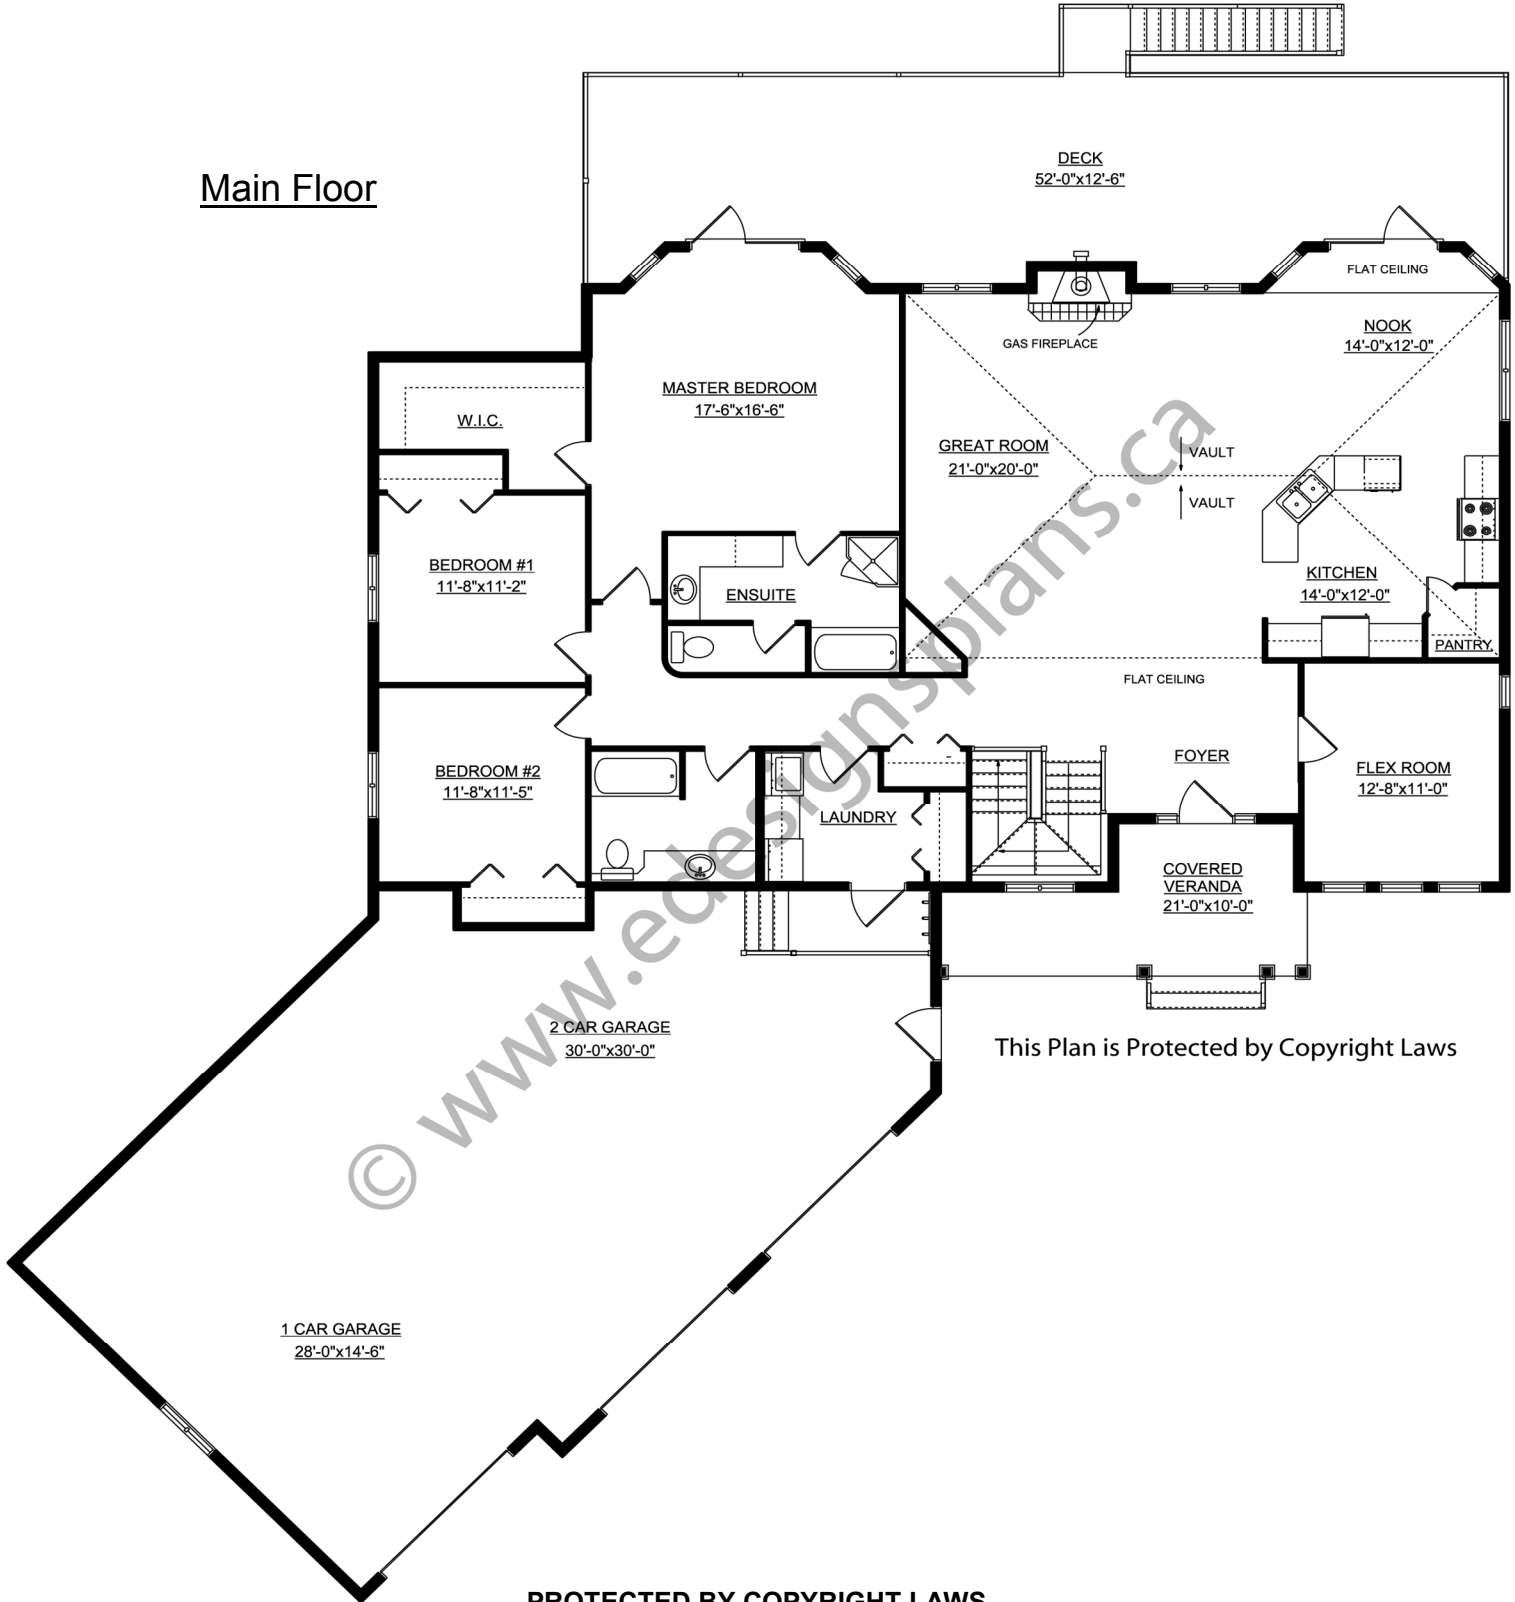 Main Floor
DECK
52'-0"x12'-6"
FLAT CEILING
NOOK
14'-0"x12'-0"
GAS FIREPLACE
MASTER BEDROOM
17'-6"x16'-6"
W.I.C.
GREAT ROOM
21'-0"x20'-0"
VAULT
VAULT
BEDROOM #1
11'-8"x11'-2"
ENSUITE
KITCHEN
14'-0"x12'-0"
PANTRY
FLAT CEILING
FOYER
BEDROOM #2
11'-8"x11'-5"
FLEX ROOM
12'-8"x11'-0"
LAUNDRY
COVERED
VERANDA
21'-0"x10'-0"
2 CAR GARAGE
30'-0"x30'-0"
This Plan is Protected by Copyright Laws
1 CAR GARAGE
28'-0"x14'-6"
© www.edesignsplans.ca
PROTECTED BY COPYRIGHT LAWS